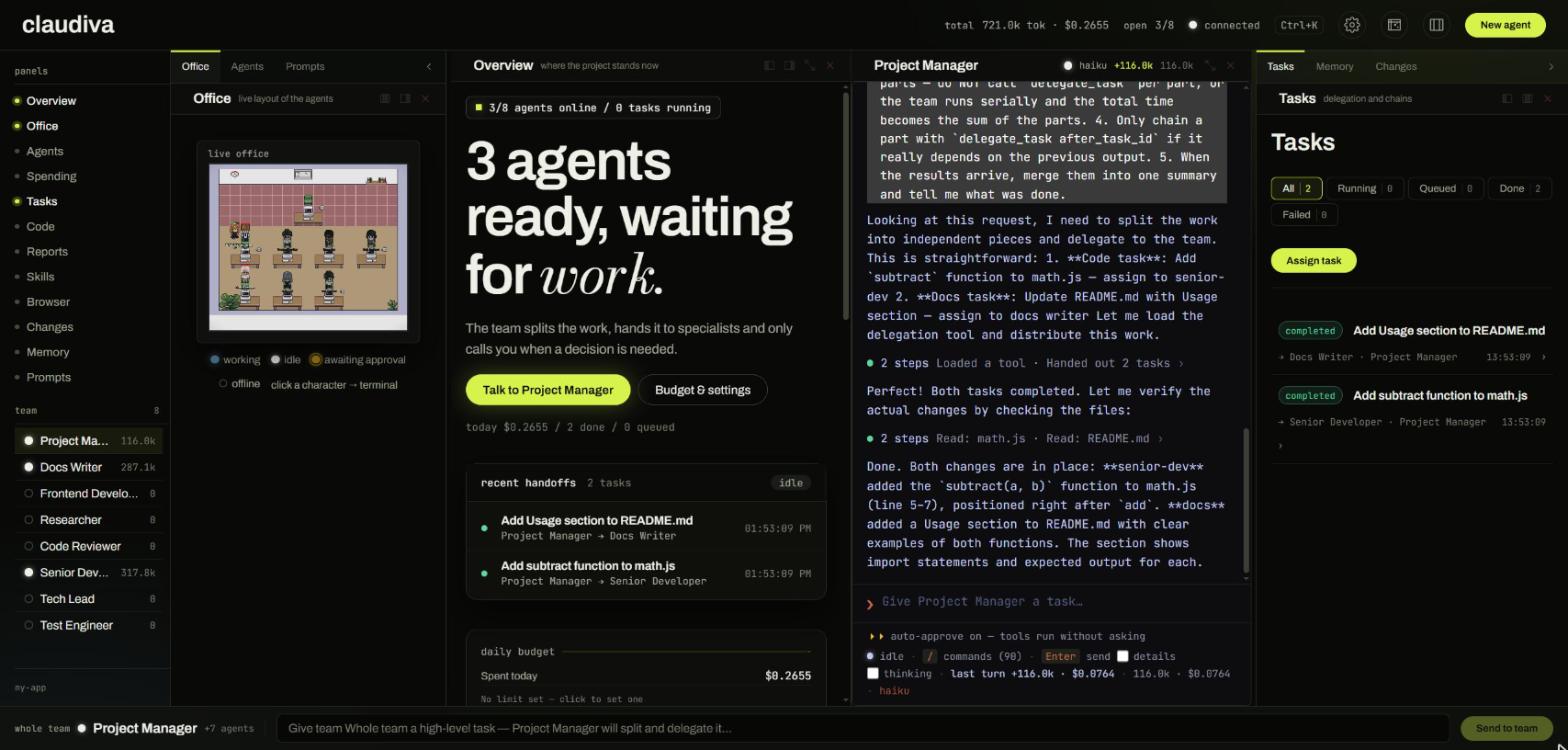 claudiva
total 721.0k tok · $0.2655 open 3/8 connected Ctrl+K New agent
panels
Overview
Office
Agents
Spending
Tasks
Code
Reports
Skills
Browser
Changes
Memory
Prompts
team 8
Project Ma... 116.0k
Docs Writer 287.1k
Frontend Develo... 0
Researcher 0
Code Reviewer 0
Senior Dev... 317.8k
Tech Lead 0
Test Engineer 0
my-app
Office Agents Prompts
Office live layout of the agents
live office
working idle awaiting approval
offline click a character → terminal
Overview where the project stands now
3/8 agents online / 0 tasks running
3 agents
ready, waiting
for work.
The team splits the work, hands it to specialists and only
calls you when a decision is needed.
Talk to Project Manager Budget & settings
today $0.2655 / 2 done / 0 queued
recent handoffs 2 tasks idle
Add Usage section to README.md 01:53:09 PM
Project Manager → Docs Writer
Add subtract function to math.js 01:53:09 PM
Project Manager → Senior Developer
daily budget
Spent today $0.2655
No limit set — click to set one
Project Manager haiku +116.0k 116.0k
parts — do NOT call `delegate_task` per part, or
the team runs serially and the total time
becomes the sum of the parts. 4. Only chain a
part with `delegate_task after_task_id` if it
really depends on the previous output. 5. When
the results arrive, merge them into one summary
and tell me what was done.
Looking at this request, I need to split the work
into independent pieces and delegate to the team.
This is straightforward: 1. **Code task**: Add
`subtract` function to math.js — assign to senior-
dev 2. **Docs task**: Update README.md with Usage
section — assign to docs writer Let me load the
delegation tool and distribute this work.
2 steps Loaded a tool · Handed out 2 tasks ›
Perfect! Both tasks completed. Let me verify the
actual changes by checking the files:
2 steps Read: math.js · Read: README.md ›
Done. Both changes are in place: **senior-dev**
added the `subtract(a, b)` function to math.js
(line 5-7), positioned right after `add`. **docs**
added a Usage section to README.md with clear
examples of both functions. The section shows
import statements and expected output for each.
❯ Give Project Manager a task…
auto-approve on — tools run without asking
idle · / commands (90) · Enter send details
thinking · last turn +116.0k · $0.0764 · 116.0k · $0.0764
· haiku
Tasks Memory Changes
Tasks delegation and chains
Tasks
All 2 Running 0 Queued 0 Done 2
Failed 0
Assign task
completed Add Usage section to README.md
→ Docs Writer · Project Manager 13:53:09 ›
completed Add subtract function to math.js
→ Senior Developer · Project Manager 13:53:09
›
whole team Project Manager +7 agents Give team Whole team a high-level task — Project Manager will split and delegate it... Send to team